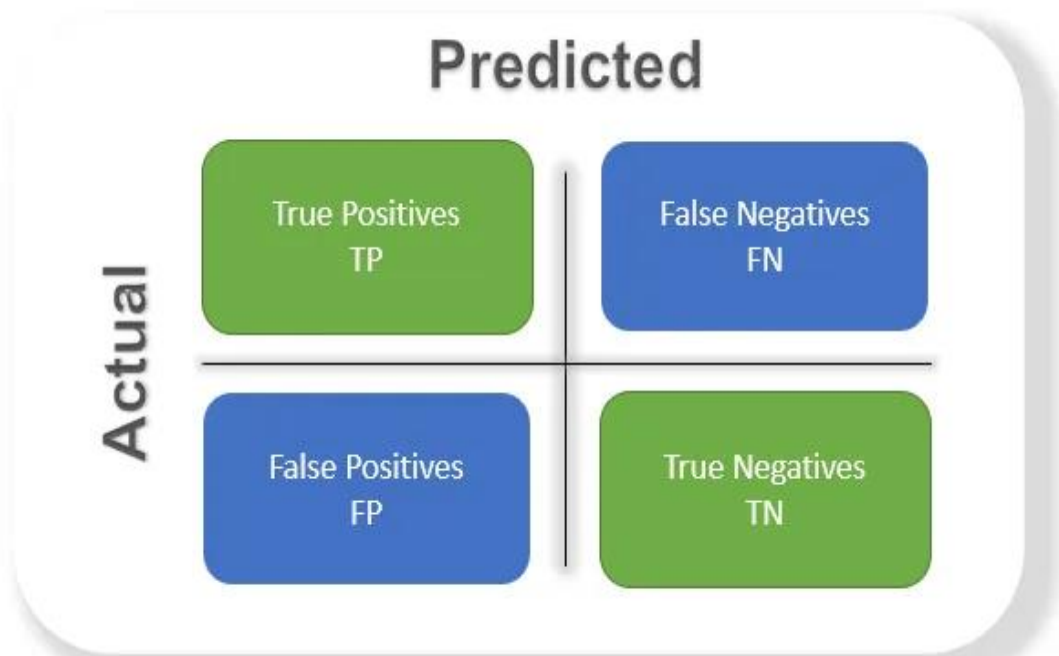 Predicted
Actual
True Positives
TP
False Negatives
FN
False Positives
FP
True Negatives
TN